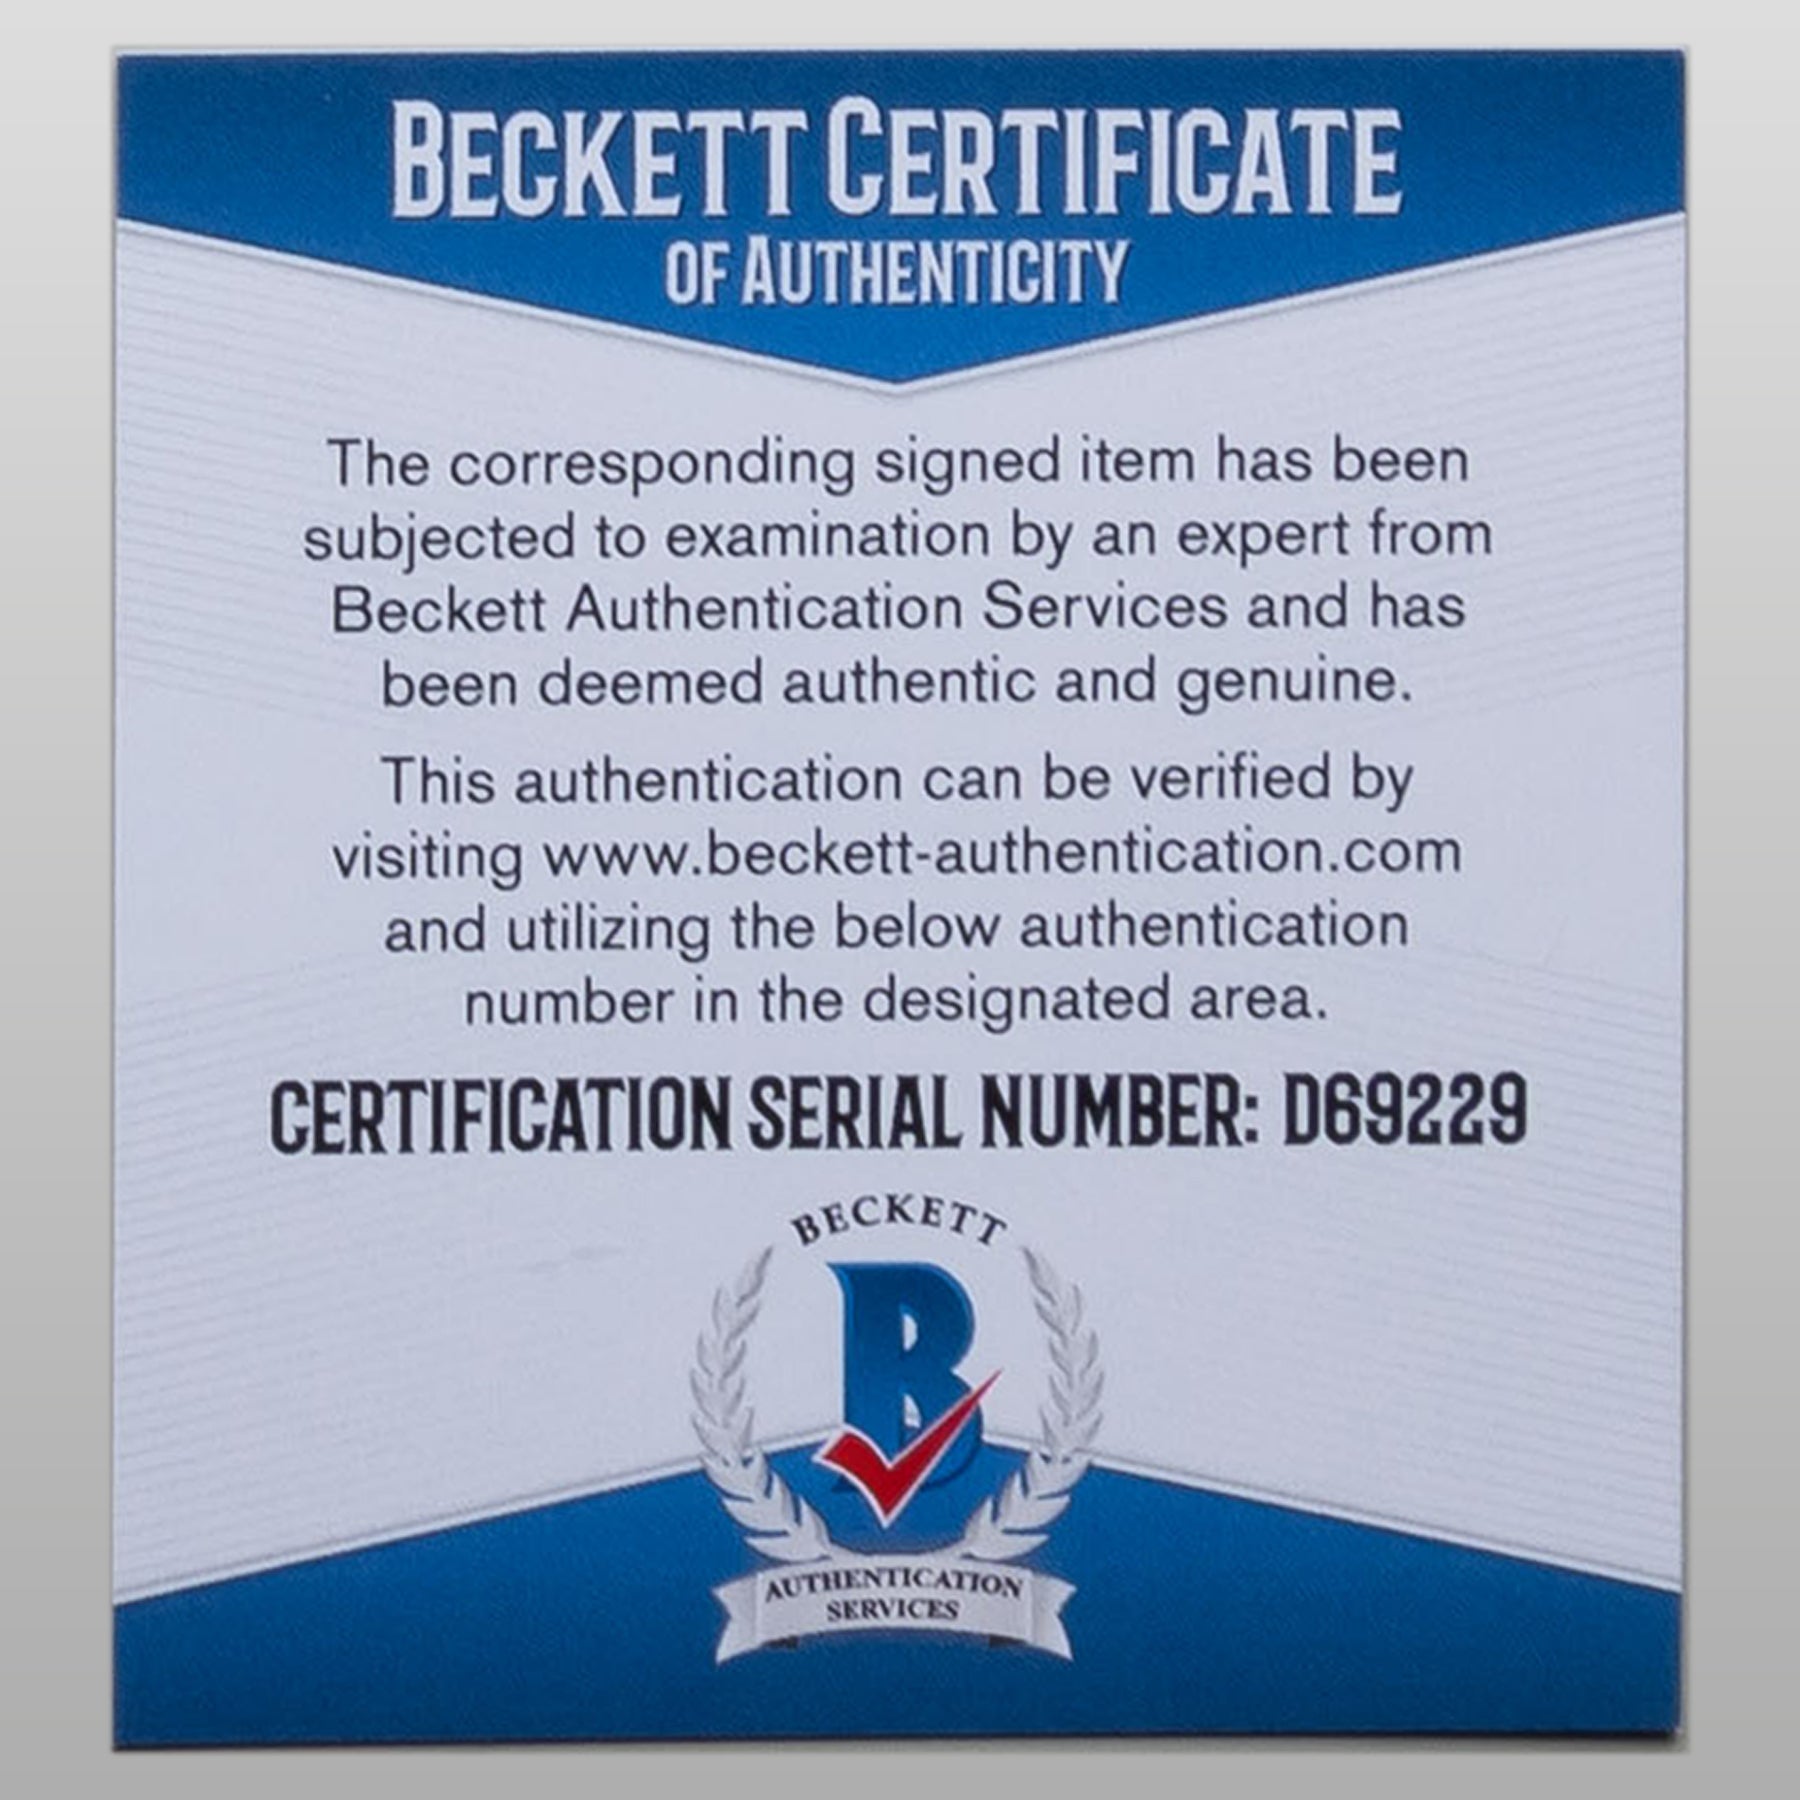 BECKETT CERTIFICATE
OF AUTHENTICITY
The corresponding signed item has been
subjected to examination by an expert from
Beckett Authentication Services and has
been deemed authentic and genuine.
This authentication can be verified by
visiting www.beckett-authentication.com
and utilizing the below authentication
number in the designated area.
CERTIFICATION SERIAL NUMBER: D69229
BECKETT
B
AUTHENTICATION
SERVICES